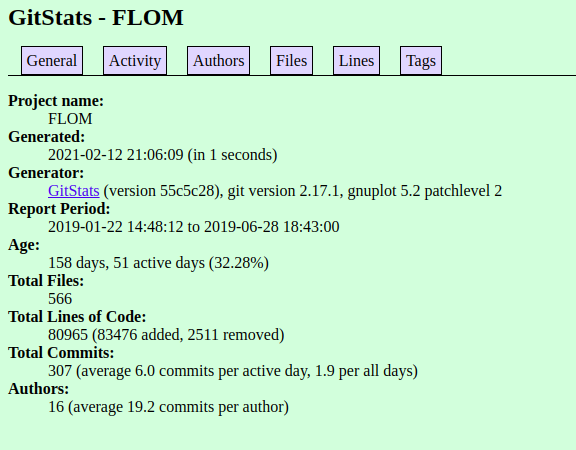 GitStats - FLOM
General Activity Authors Files Lines Tags
Project name:
FLOM
Generated:
2021-02-12 21:06:09 (in 1 seconds)
Generator:
GitStats (version 55c5c28), git version 2.17.1, gnuplot 5.2 patchlevel 2
Report Period:
2019-01-22 14:48:12 to 2019-06-28 18:43:00
Age:
158 days, 51 active days (32.28%)
Total Files:
566
Total Lines of Code:
80965 (83476 added, 2511 removed)
Total Commits:
307 (average 6.0 commits per active day, 1.9 per all days)
Authors:
16 (average 19.2 commits per author)